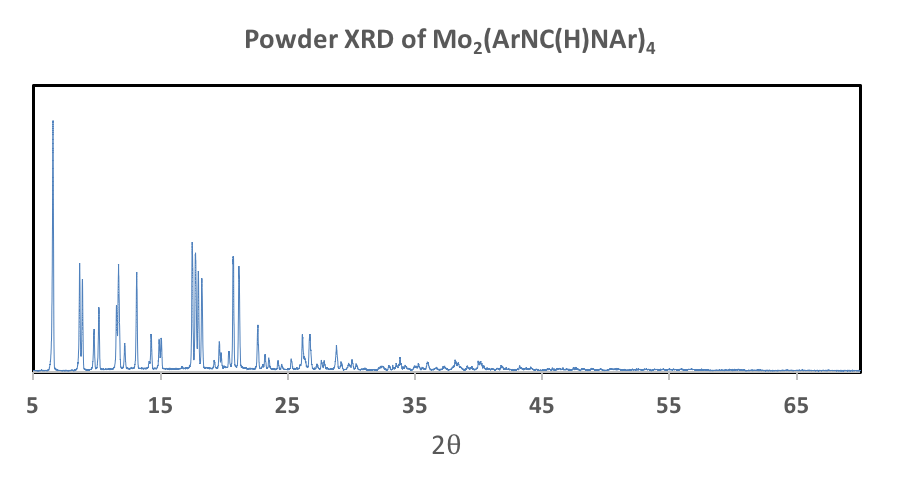 Powder XRD of Mo₂(ArNC(H)NAr)₄
5 15 25 35 45 55 65
2θ